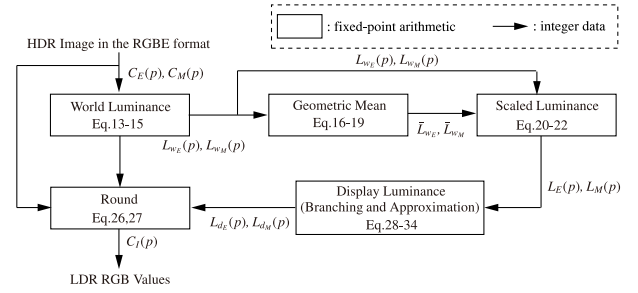 : fixed-point arithmetic
: integer data
HDR Image in the RGBE format
C_E(p), C_M(p)
L_{w_E}(p), L_{w_M}(p)
World Luminance
Eq.13-15
Geometric Mean
Eq.16-19
Scaled Luminance
Eq.20-22
L_{w_E}(p), L_{w_M}(p)
L̄_{w_E}, L̄_{w_M}
Round
Eq.26,27
L_{d_E}(p), L_{d_M}(p)
Display Luminance
(Branching and Approximation)
Eq.28-34
L_E(p), L_M(p)
C_I(p)
LDR RGB Values